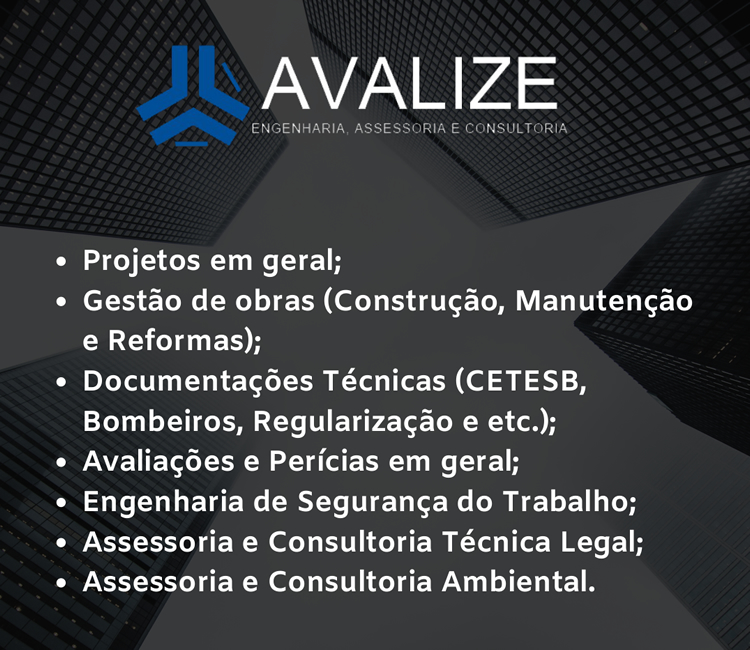 AVALIZE
ENGENHARIA, ASSESSORIA E CONSULTORIA
• Projetos em geral;
• Gestão de obras (Construção, Manutenção
e Reformas);
• Documentações Técnicas (CETESB,
Bombeiros, Regularização e etc.);
• Avaliações e Perícias em geral;
• Engenharia de Segurança do Trabalho;
• Assessoria e Consultoria Técnica Legal;
• Assessoria e Consultoria Ambiental.